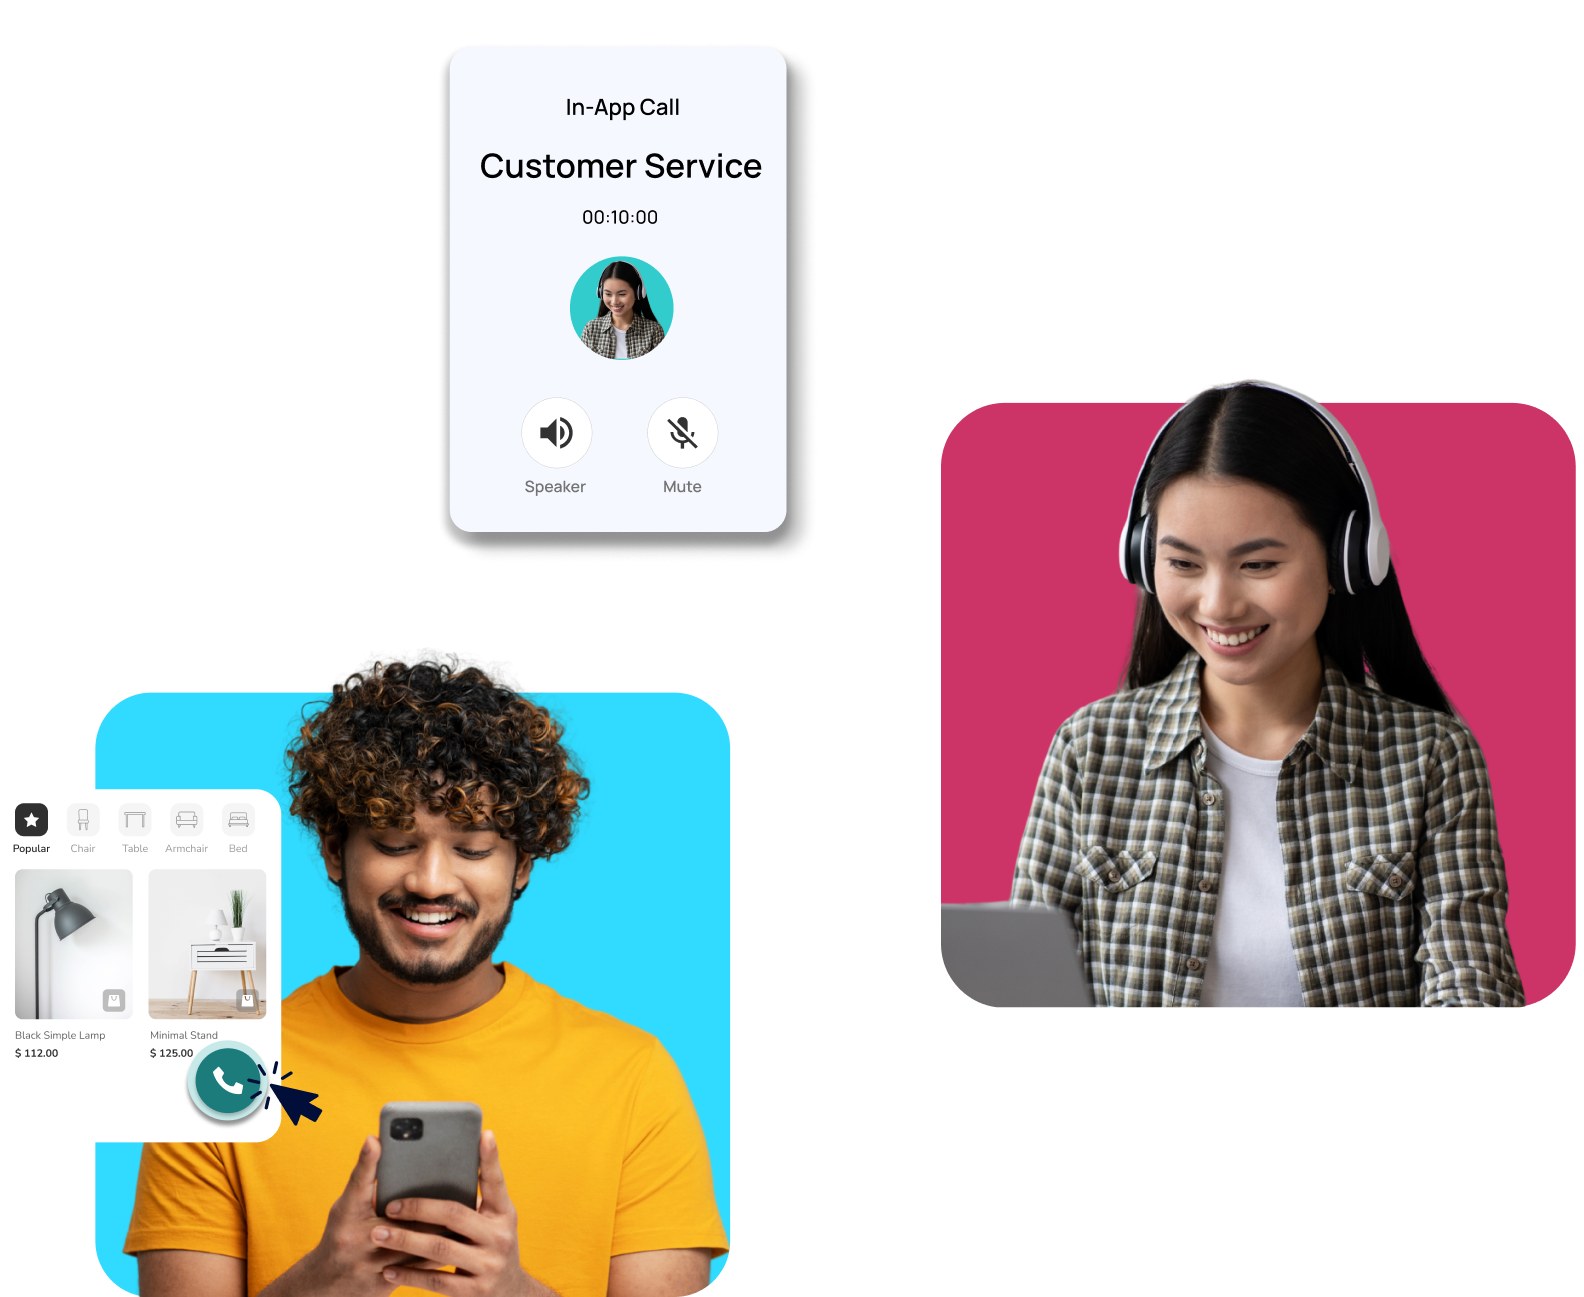 In-App Call
Customer Service
00:10:00
Speaker
Mute
Popular
Chair
Table
Armchair
Bed
Black Simple Lamp
Minimal Stand
$ 112.00
$ 125.00